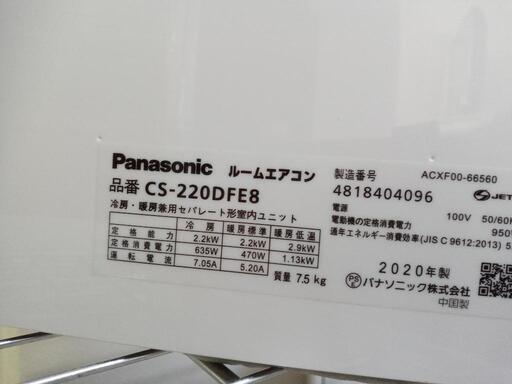 Panasonic ルームエアコン
品番 CS-220DFE8
冷房・暖房兼用セパレート形室内ユニット
冷房 暖房標準 暖房低温
定格能力 2.2kW 2.2kW 2.9kW
定格消費電力 635W 470W 1.13kW
運転電流 7.05A 5.20A
質量 7.5 kg
製造番号 ACXF00-66560
4818404096 JET
電源 100V 50/60H
電動機の定格消費電力 950W
通年エネルギー消費効率(JIS C 9612:2013) 5
2020年製
PS E パナソニック株式会社
中国製